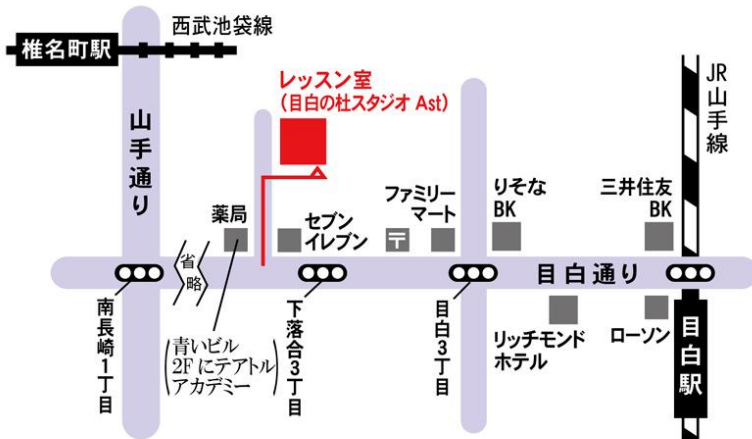 西武池袋線
椎名町駅
レッスン室
(目白の杜スタジオ Ast)
JR山手線
山手通り
薬局
セブン
イレブン
〒
ファミリー
マート
りそな
BK
三井住友
BK
省略
目白通り
南長崎1丁目
(青いビル
2Fにテアトル
アカデミー)
下落合3丁目
目白3丁目
リッチモンド
ホテル
ローソン
目白駅